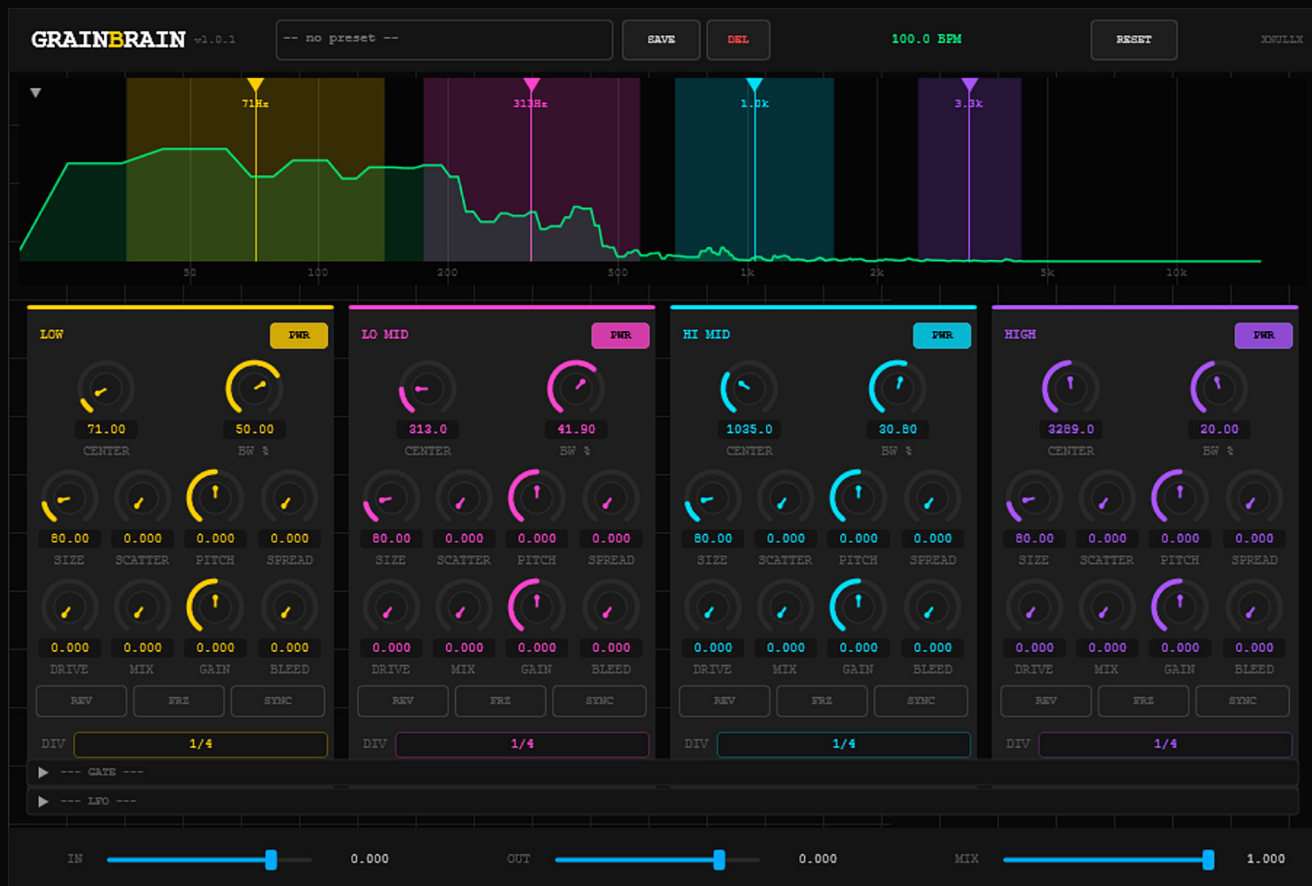 GRAINBRAIN v1.0.1 -- no preset -- SAVE DEL 100.0 BPM RESET XNULLX
71Hz 313Hz 1.0k 3.3k
50 100 200 500 1k 2k 5k 10k
LOW PWR LO MID PWR HI MID PWR HIGH PWR
71.00 50.00 313.0 41.90 1035.0 30.80 3289.0 20.00
CENTER BW % CENTER BW % CENTER BW % CENTER BW %
80.00 0.000 0.000 0.000 80.00 0.000 0.000 0.000 80.00 0.000 0.000 0.000 80.00 0.000 0.000 0.000
SIZE SCATTER PITCH SPREAD SIZE SCATTER PITCH SPREAD SIZE SCATTER PITCH SPREAD SIZE SCATTER PITCH SPREAD
0.000 0.000 0.000 0.000 0.000 0.000 0.000 0.000 0.000 0.000 0.000 0.000 0.000 0.000 0.000 0.000
DRIVE MIX GAIN BLEED DRIVE MIX GAIN BLEED DRIVE MIX GAIN BLEED DRIVE MIX GAIN BLEED
REV FRZ SYNC REV FRZ SYNC REV FRZ SYNC REV FRZ SYNC
DIV 1/4 DIV 1/4 DIV 1/4 DIV 1/4
--- GATE ---
--- LFO ---
IN 0.000 OUT 0.000 MIX 1.000